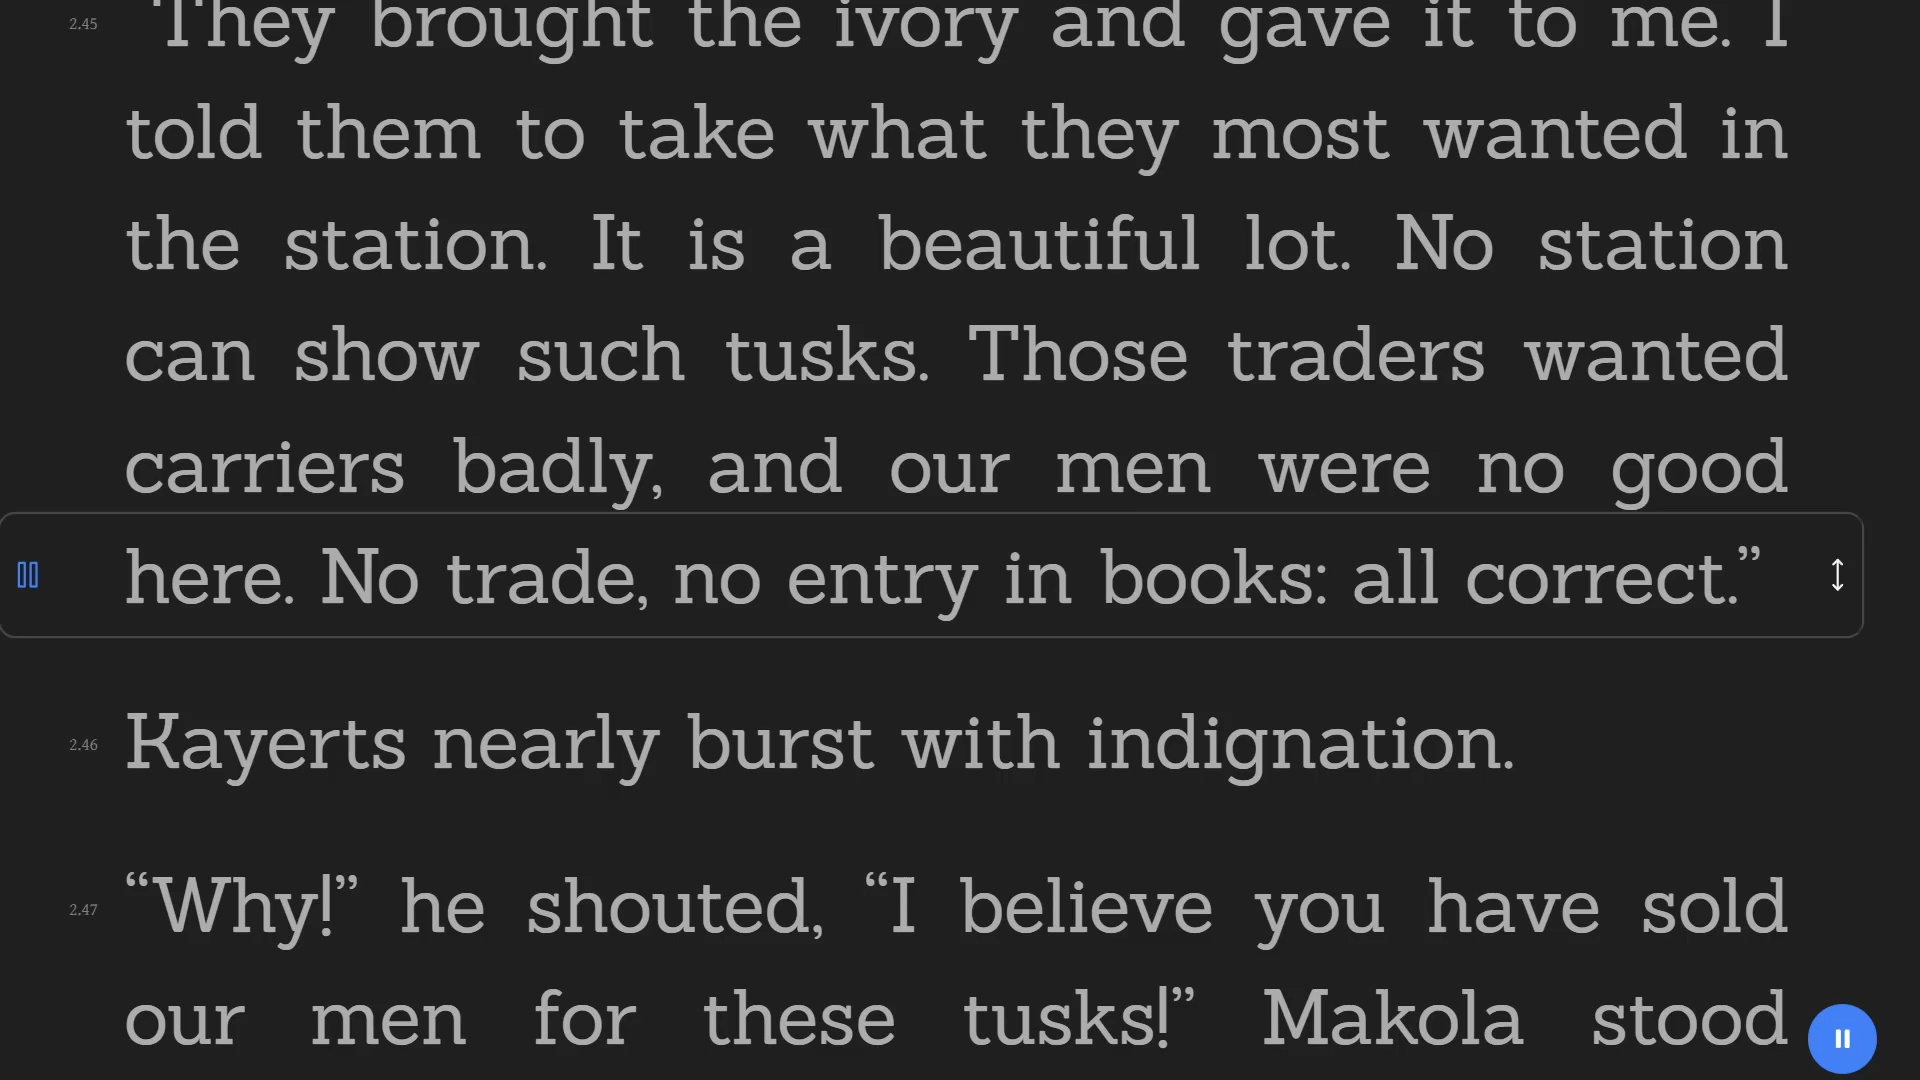 2.45 “They brought the ivory and gave it to me. I
told them to take what they most wanted in
the station. It is a beautiful lot. No station
can show such tusks. Those traders wanted
carriers badly, and our men were no good
here. No trade, no entry in books: all correct.”
2.46 Kayerts nearly burst with indignation.
2.47 “Why!” he shouted, “I believe you have sold
our men for these tusks!” Makola stood